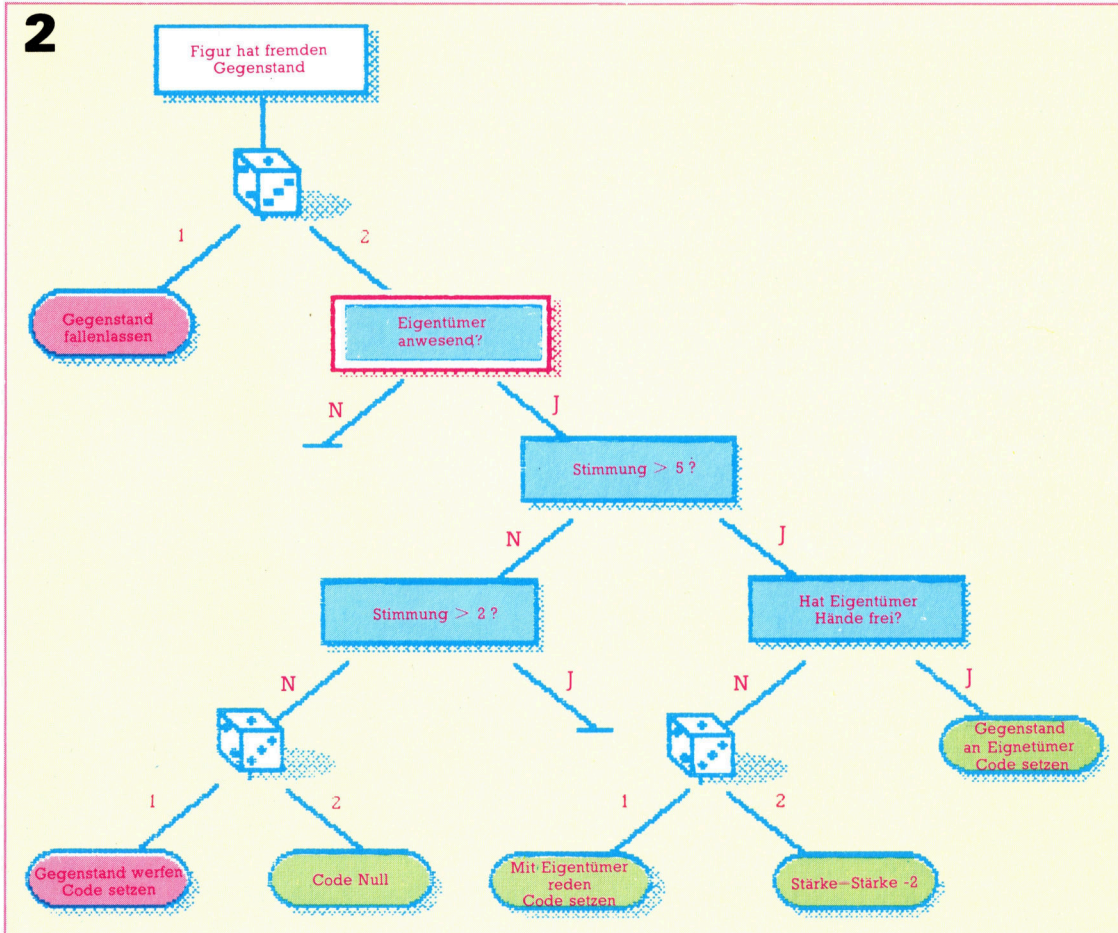 2
Figur hat fremden
Gegenstand
1
2
Gegenstand
fallenlassen
Eigentümer
anwesend?
N
J
Stimmung > 5 ?
N
J
Stimmung > 2 ?
Hat Eigentümer
Hände frei?
N
J
N
J
Gegenstand
an Eignetümer
Code setzen
1
2
1
2
Gegenstand werfen
Code setzen
Code Null
Mit Eigentümer
reden
Code setzen
Stärke=Stärke -2